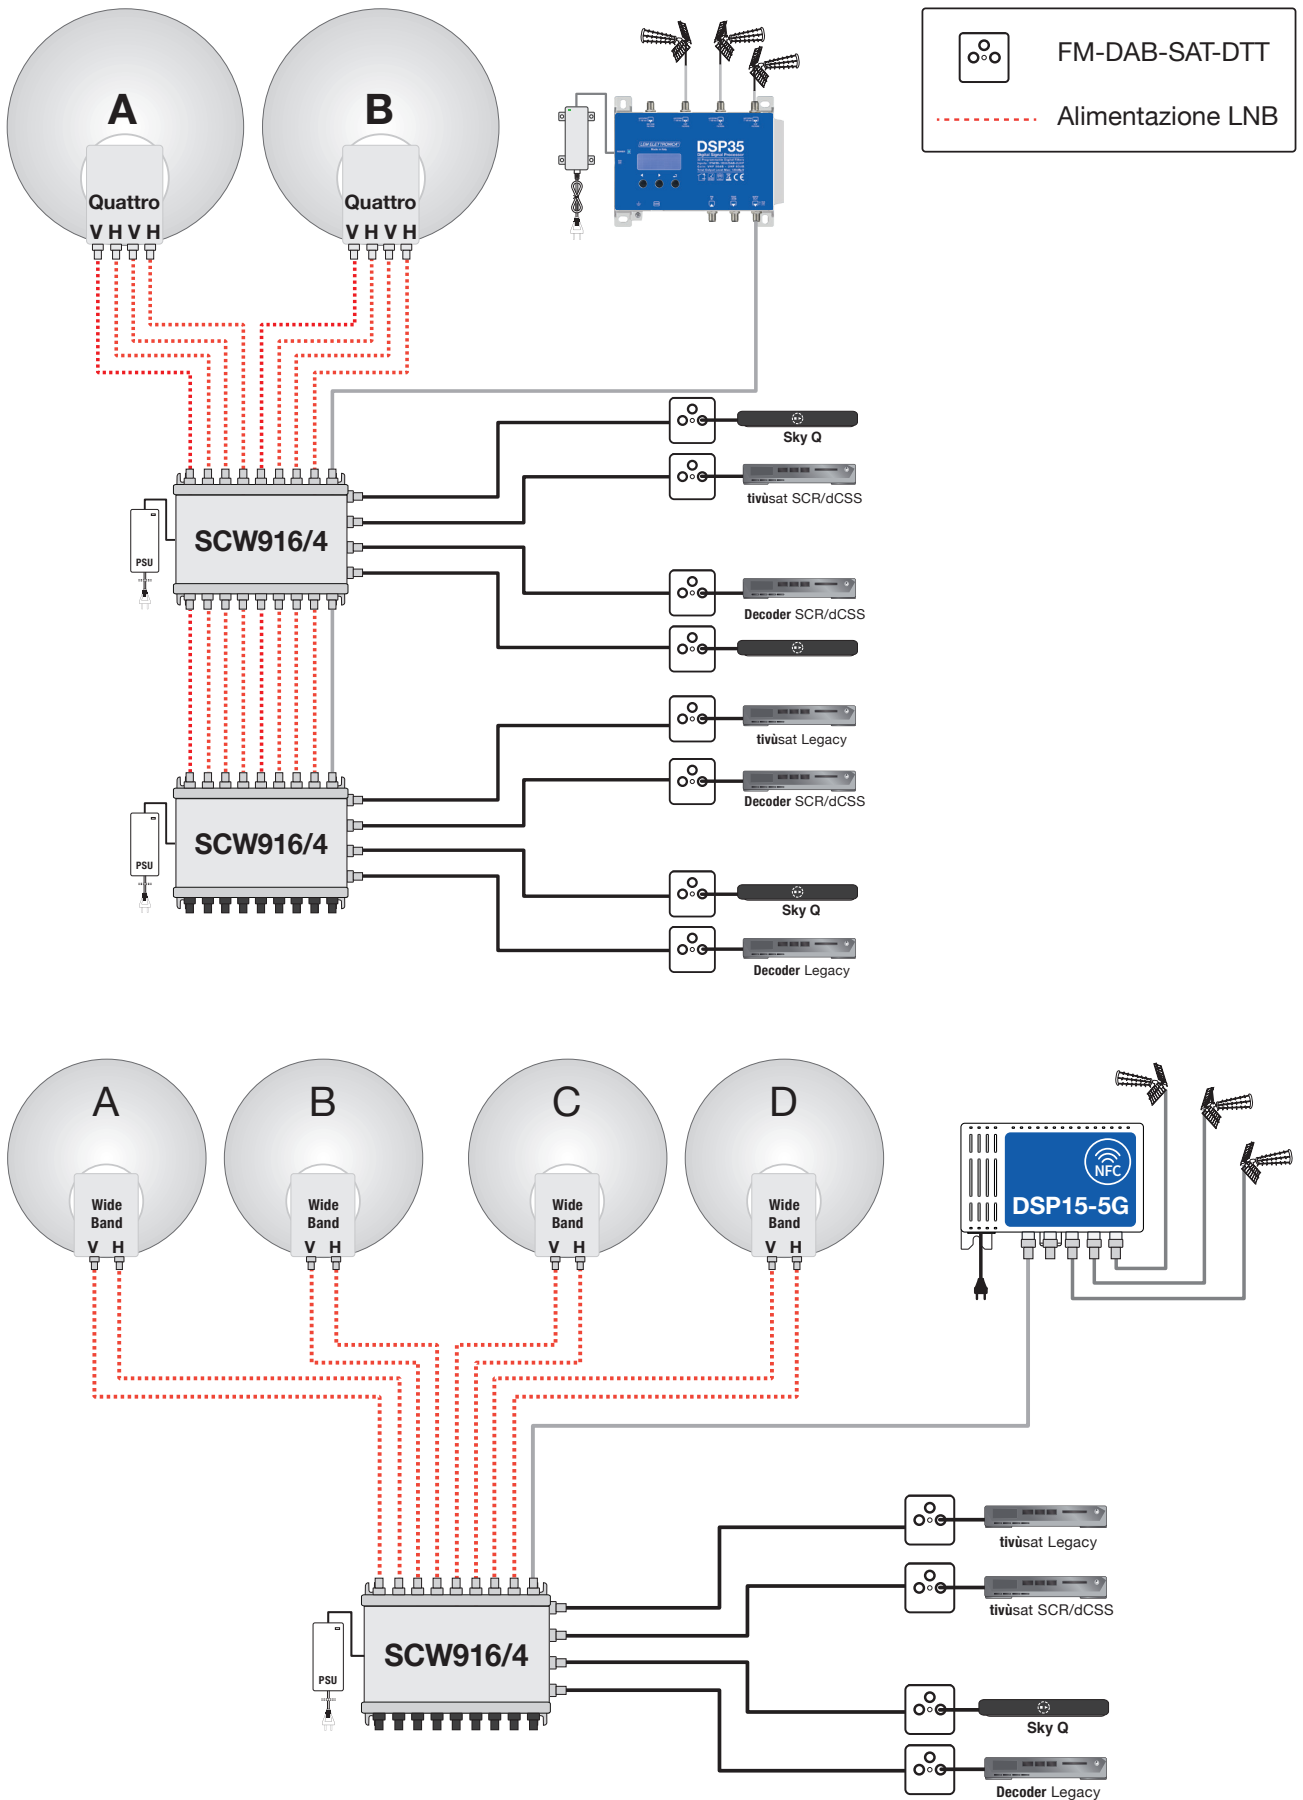 A
B
Quattro
V H V H
Quattro
V H V H
DSP35
FM-DAB-SAT-DTT
Alimentazione LNB
Sky Q
tivùsat SCR/dCSS
PSU
SCW916/4
Decoder SCR/dCSS
tivùsat Legacy
Decoder SCR/dCSS
PSU
SCW916/4
Sky Q
Decoder Legacy
A
B
C
D
Wide
Band
V H
Wide
Band
V H
Wide
Band
V H
Wide
Band
V H
NFC
DSP15-5G
tivùsat Legacy
tivùsat SCR/dCSS
PSU
SCW916/4
Sky Q
Decoder Legacy